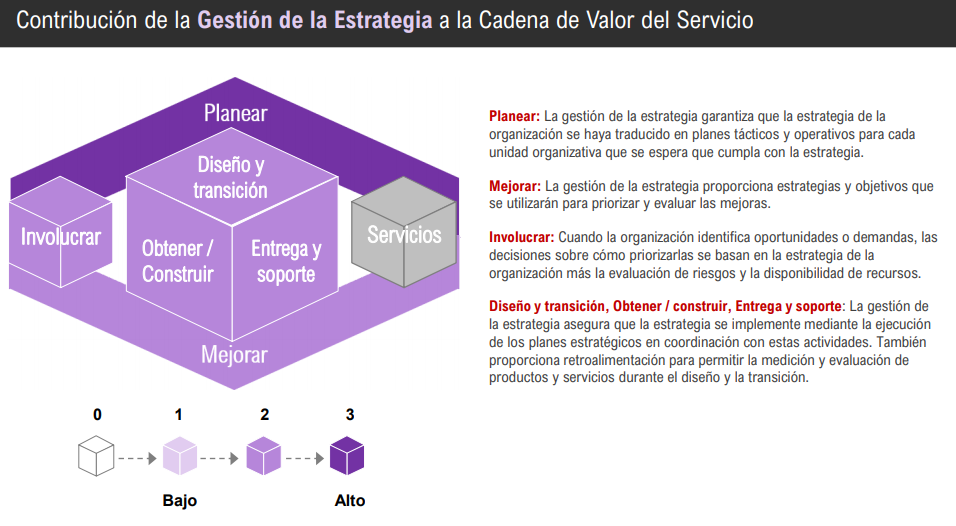 Contribución de la Gestión de la Estrategia a la Cadena de Valor del Servicio
Planear
Diseño y
transición
Involucrar
Obtener /
Construir
Entrega y
soporte
Servicios
Mejorar
0 1 2 3
Bajo Alto
Planear: La gestión de la estrategia garantiza que la estrategia de la
organización se haya traducido en planes tácticos y operativos para cada
unidad organizativa que se espera que cumpla con la estrategia.
Mejorar: La gestión de la estrategia proporciona estrategias y objetivos que
se utilizarán para priorizar y evaluar las mejoras.
Involucrar: Cuando la organización identifica oportunidades o demandas, las
decisiones sobre cómo priorizarlas se basan en la estrategia de la
organización más la evaluación de riesgos y la disponibilidad de recursos.
Diseño y transición, Obtener / construir, Entrega y soporte: La gestión de
la estrategia asegura que la estrategia se implemente mediante la ejecución
de los planes estratégicos en coordinación con estas actividades. También
proporciona retroalimentación para permitir la medición y evaluación de
productos y servicios durante el diseño y la transición.